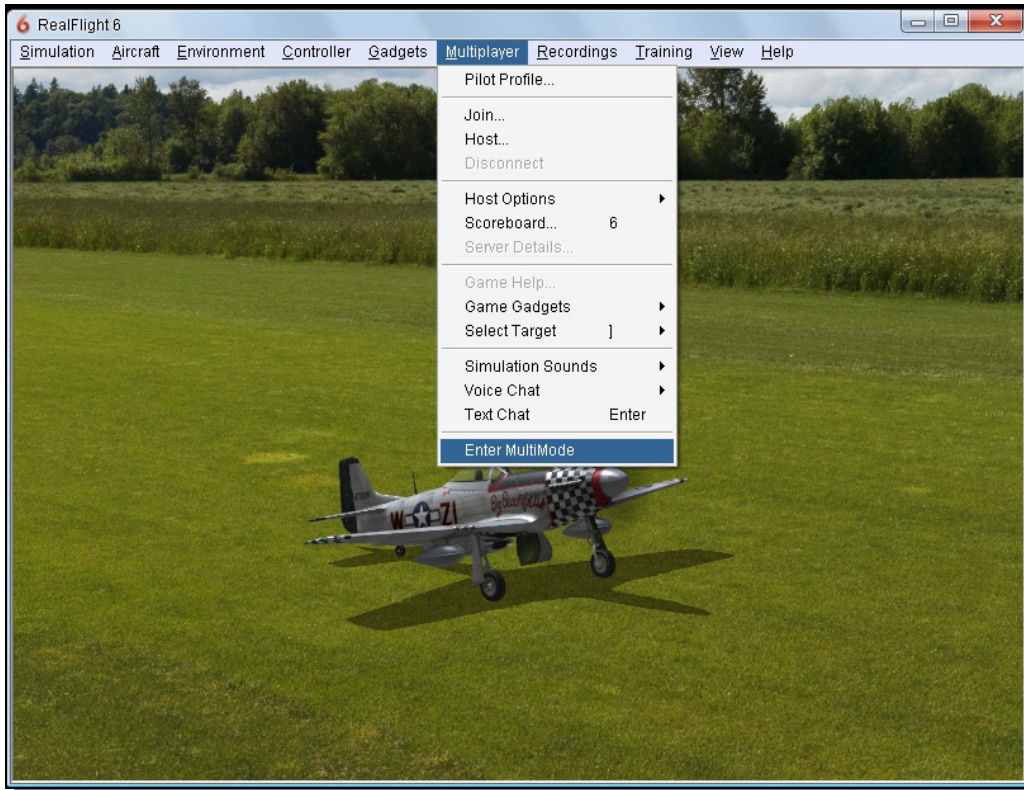 6 RealFlight 6
Simulation Aircraft Environment Controller Gadgets Multiplayer Recordings Training View Help
Pilot Profile...
Join...
Host...
Disconnect
Host Options
Scoreboard... 6
Server Details...
Game Help...
Game Gadgets
Select Target ]
Simulation Sounds
Voice Chat
Text Chat Enter
Enter MultiMode
W ZI